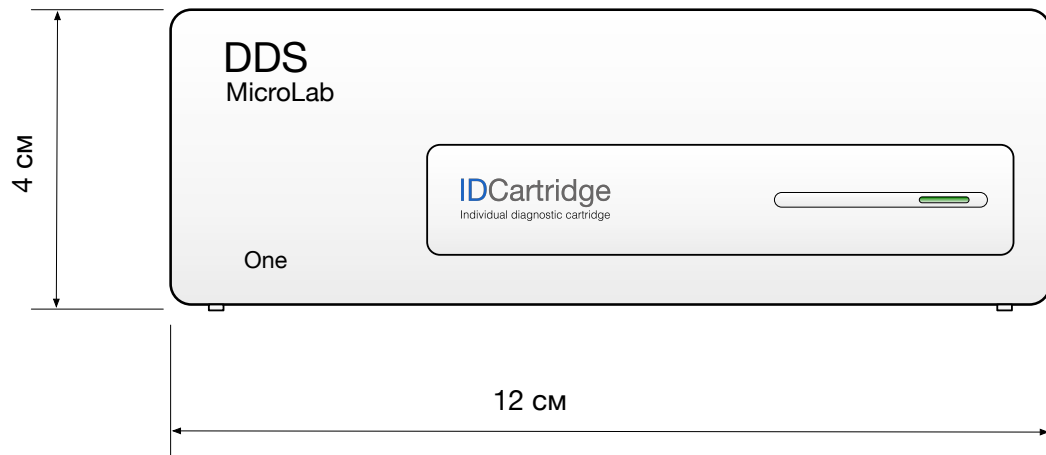 DDS
MicroLab
4 см
IDCartridge
Individual diagnostic cartridge
One
12 см